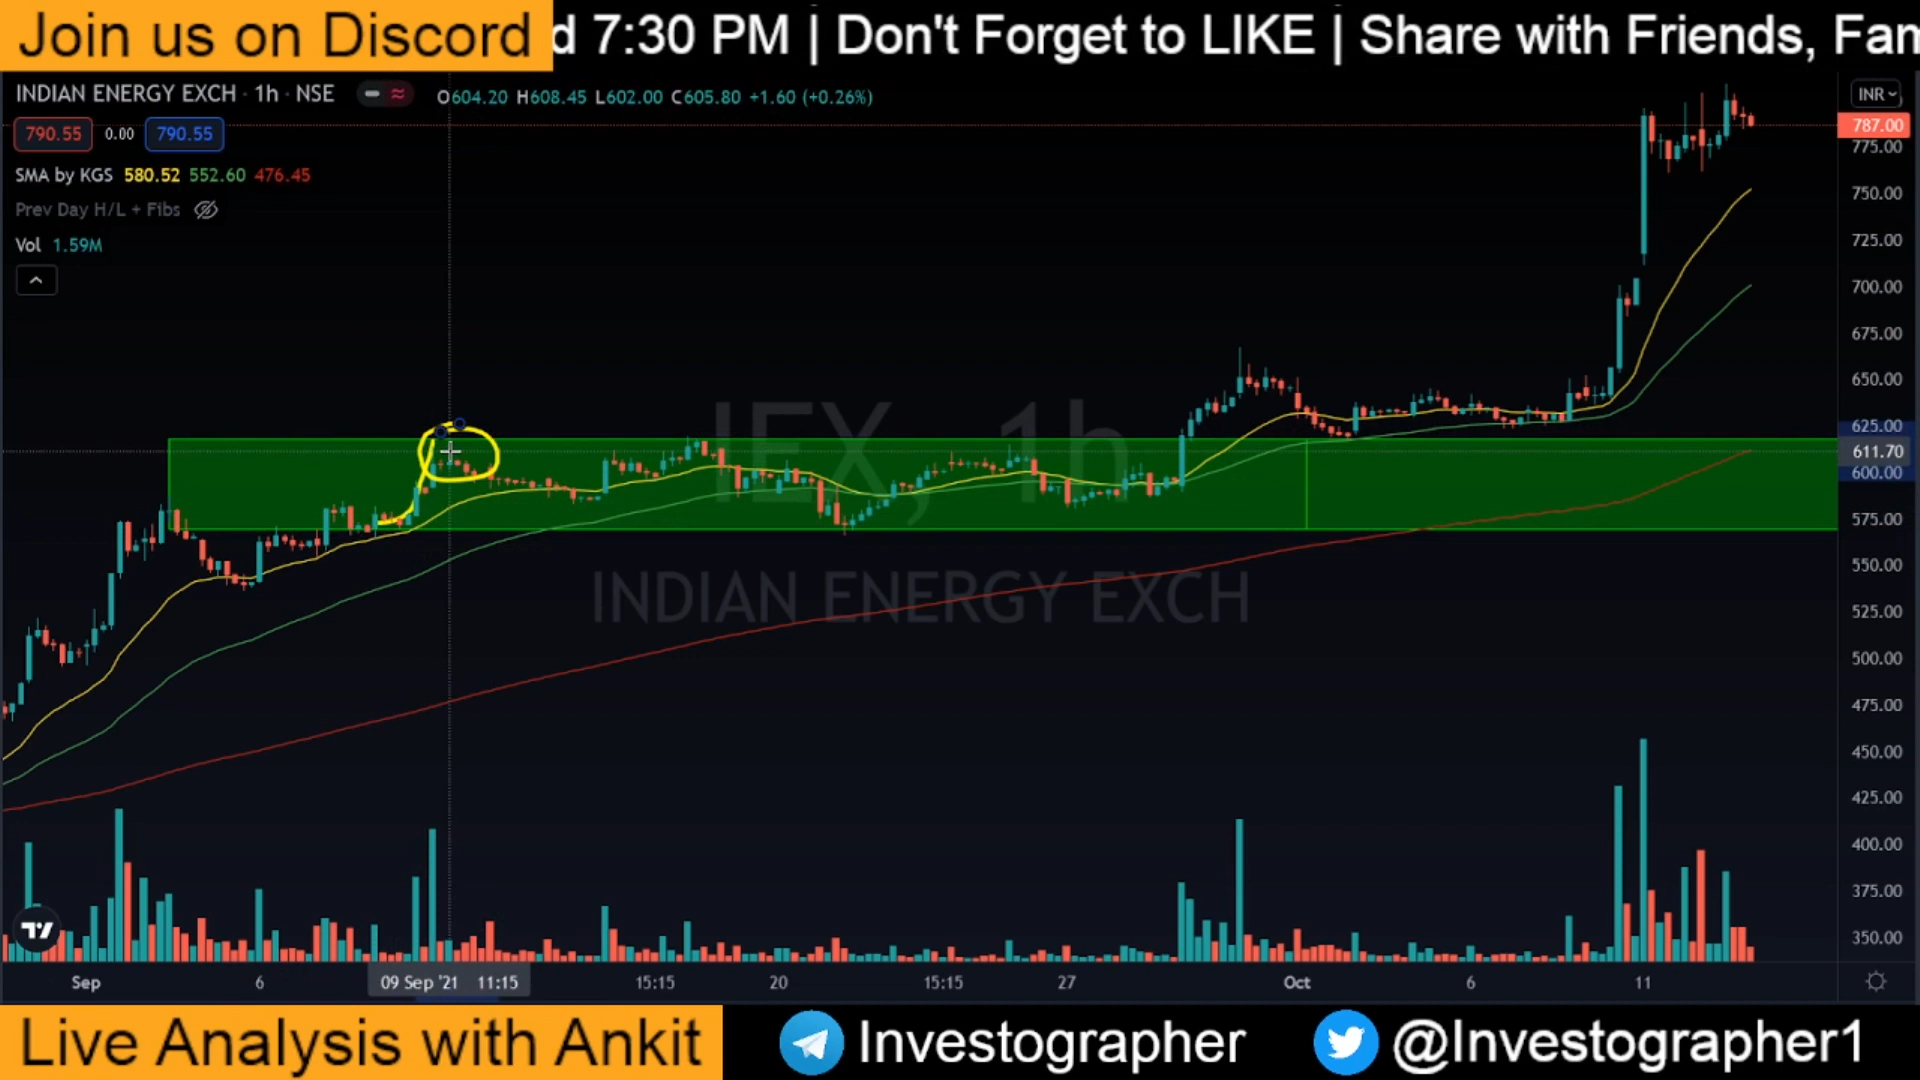 Join us on Discord
d 7:30 PM | Don't Forget to LIKE | Share with Friends, Fam
INDIAN ENERGY EXCH · 1h · NSE
O604.20 H608.45 L602.00 C605.80 +1.60 (+0.26%)
INR
790.55 0.00 790.55
787.00
775.00
SMA by KGS 580.52 552.60 476.45
Prev Day H/L + Fibs
Vol 1.59M
750.00
725.00
700.00
675.00
650.00
625.00
611.70
600.00
575.00
550.00
525.00
500.00
475.00
450.00
425.00
400.00
375.00
350.00
IEX, 1h
INDIAN ENERGY EXCH
Sep 6 09 Sep '21 11:15 15:15 20 15:15 27 Oct 6 11
Live Analysis with Ankit
Investographer
@Investographer1